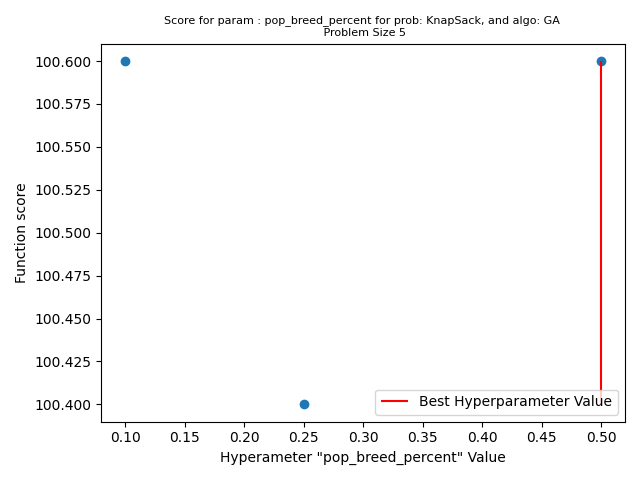 Score for param : pop_breed_percent for prob: KnapSack, and algo: GA
Problem Size 5
100.600
100.575
100.550
100.525
100.500
100.475
100.450
100.425
100.400
Function score
Best Hyperparameter Value
0.10 0.15 0.20 0.25 0.30 0.35 0.40 0.45 0.50
Hyperameter "pop_breed_percent" Value